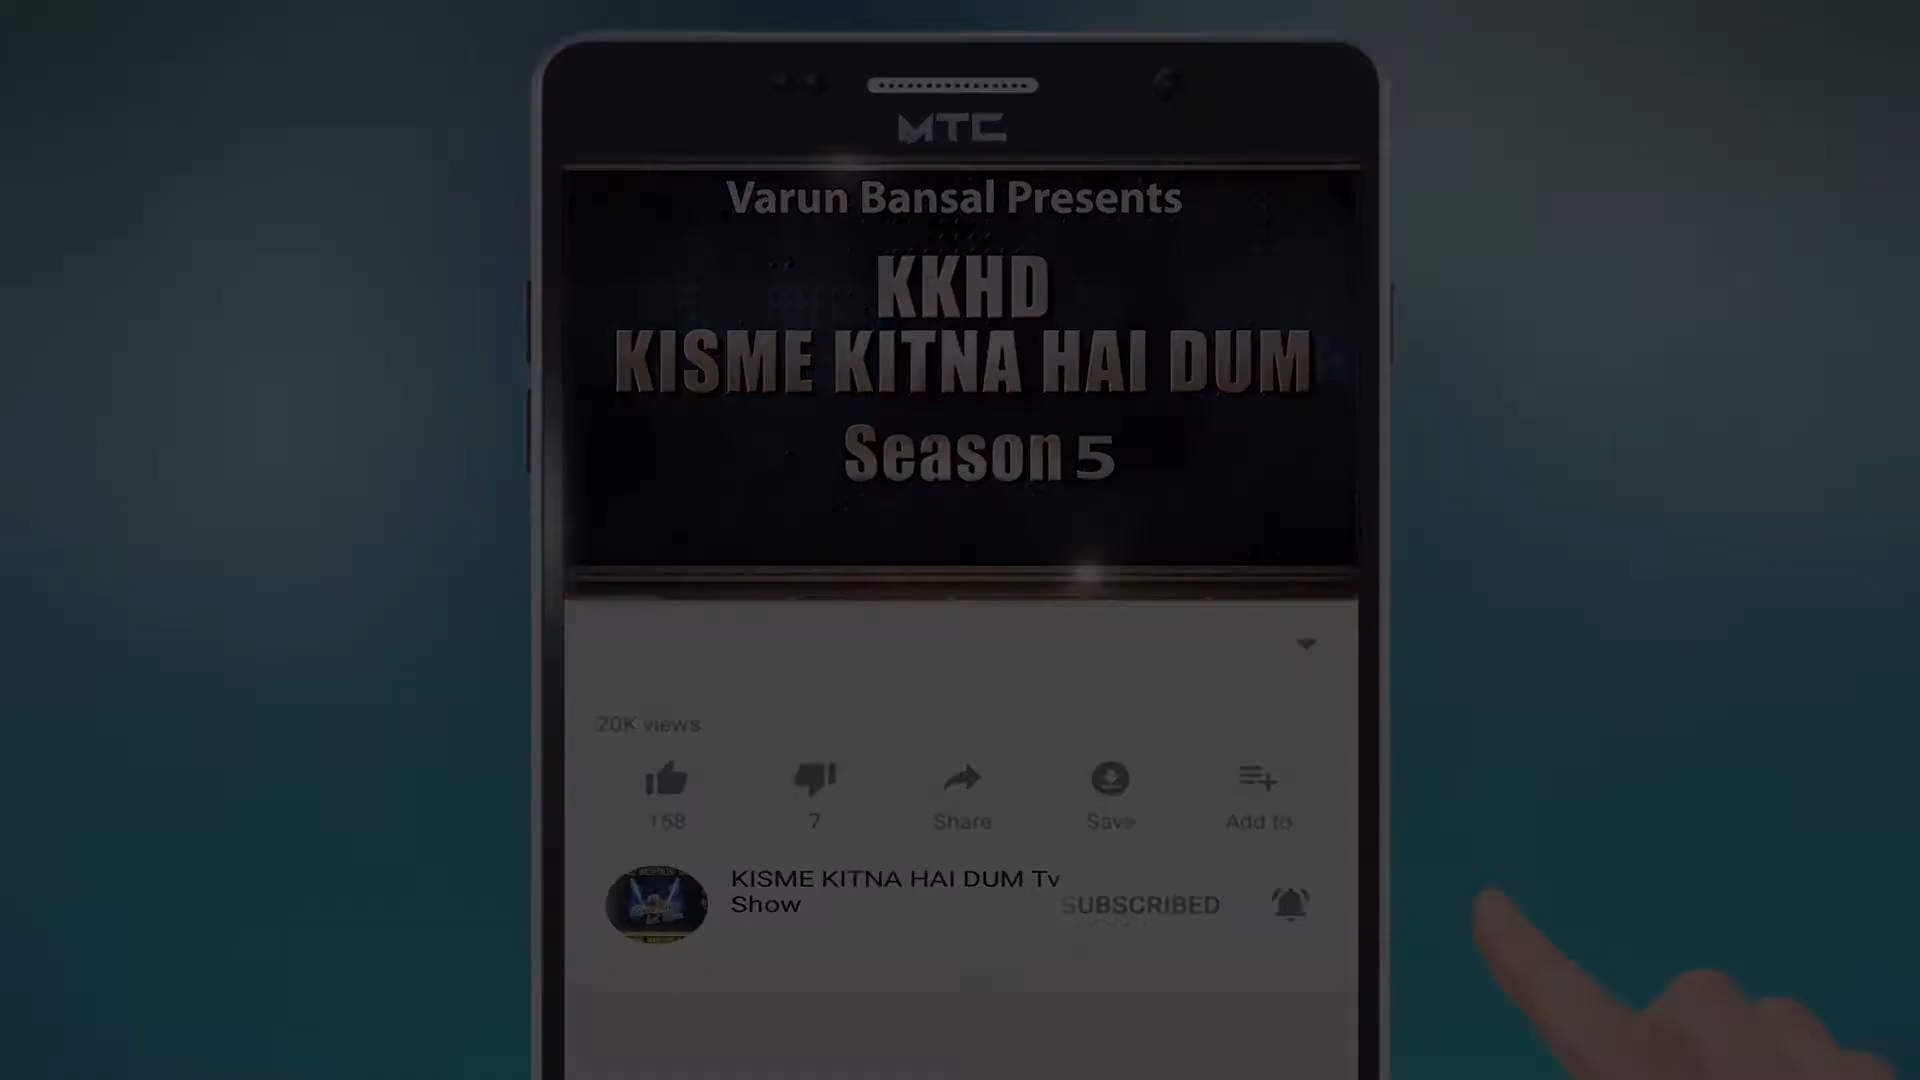 MTC
Varun Bansal Presents
KKHD
KISME KITNA HAI DUM
Season 5
20K views
158
7
Share
Save
Add to
KISME KITNA HAI DUM Tv
Show
SUBSCRIBED